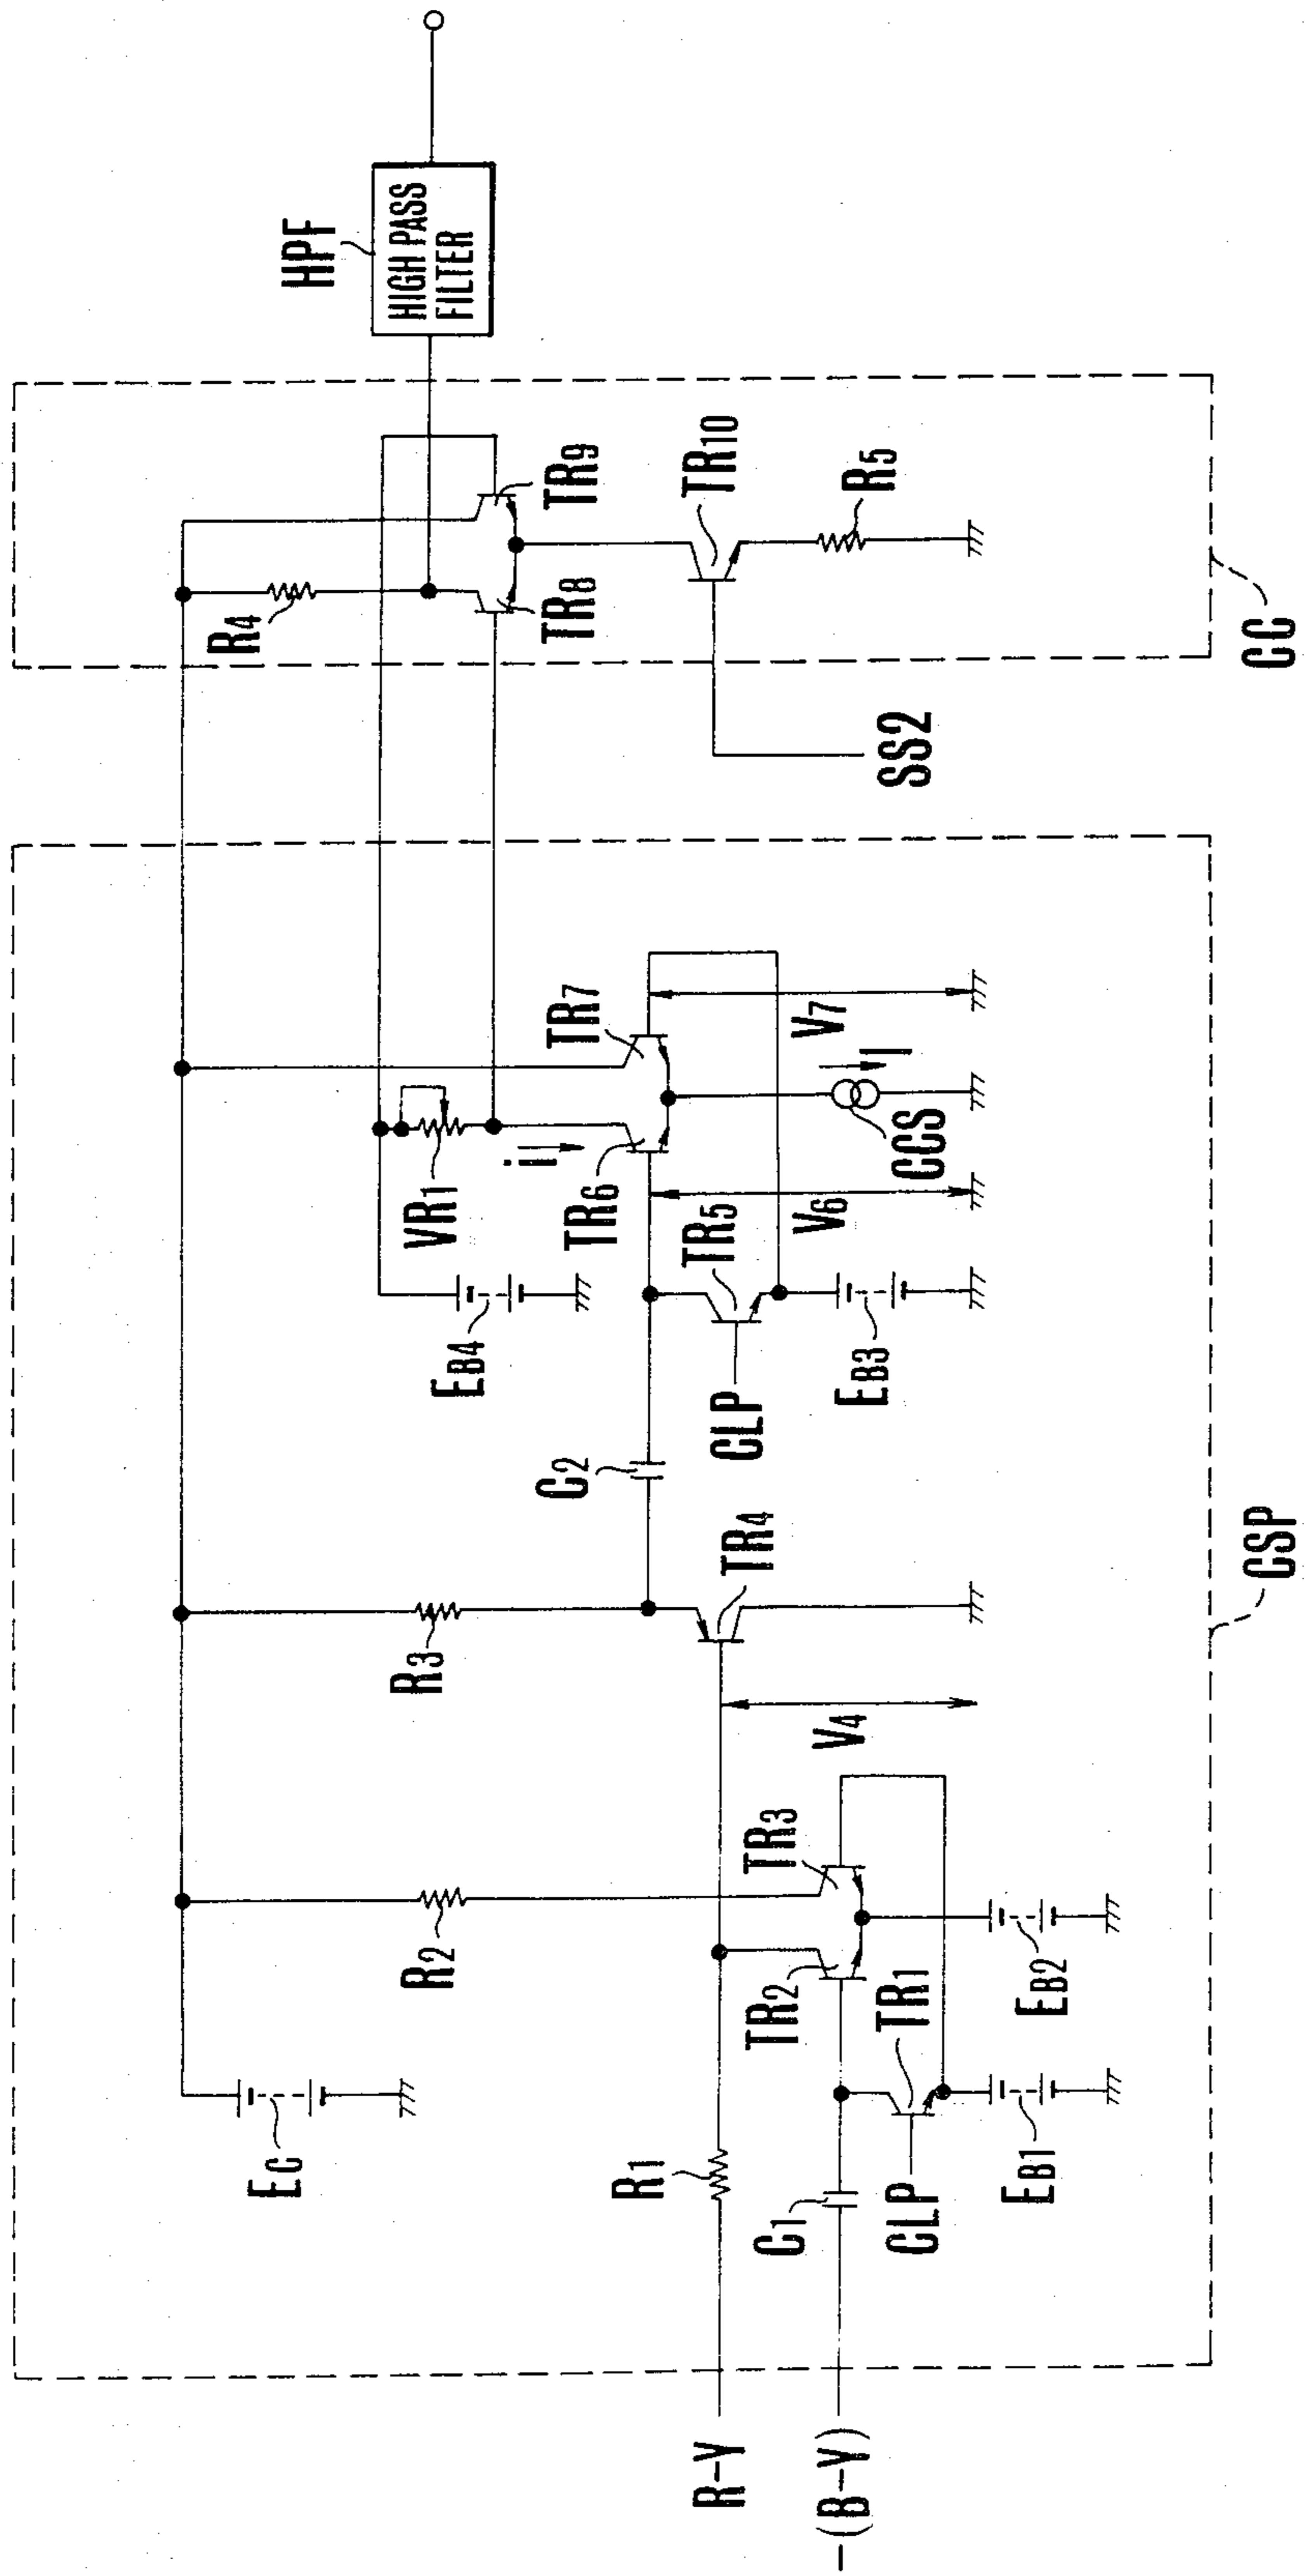 R-Y
-(B-Y)
EC
R1
C1
CLP
TR1
EB1
EB2
R2
TR2
TR3
V4
R3
TR4
C2
CLP
TR5
EB3
EB4
VR1
i
TR6
V6
CCS
I
V7
TR7
CSP
SS2
R4
TR8
TR9
TR10
R5
CC
HPF
HIGH PASS
FILTER